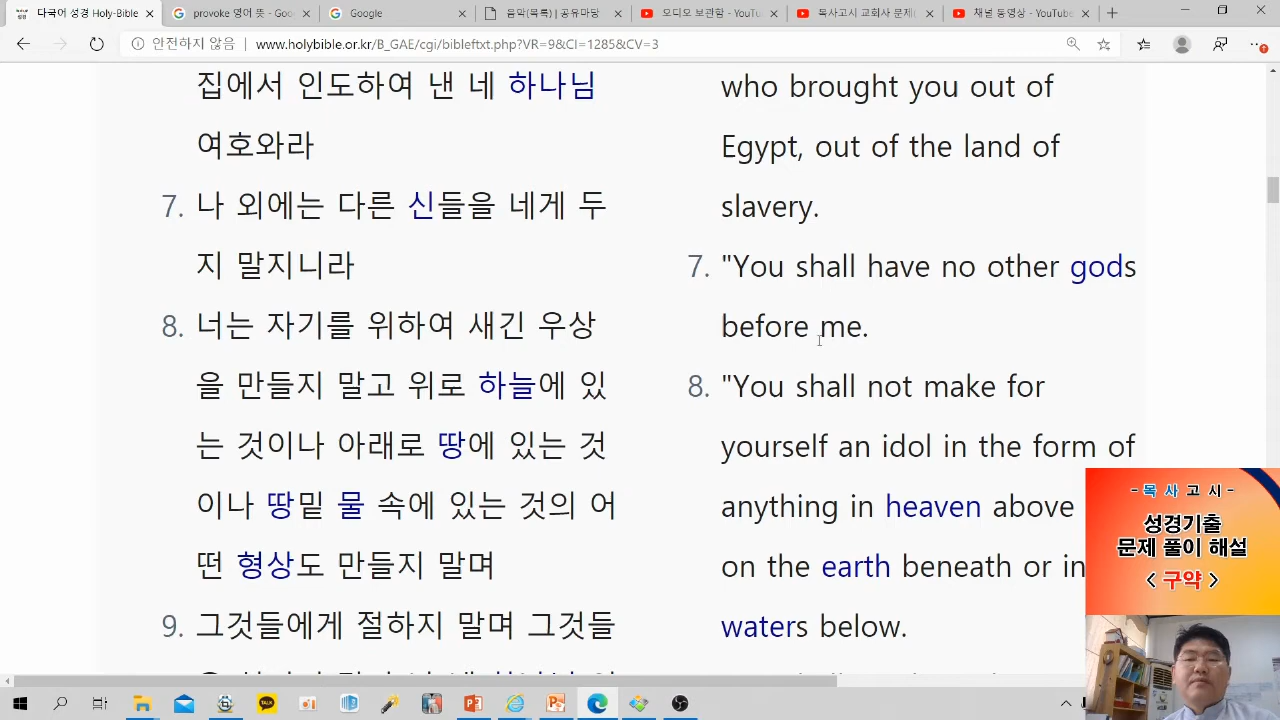 다국어 성경 Holy-Bible
provoke 영어 뜻 - Goo
Google
음악(목록) | 공유마당
오디오 보관함 - YouTu
목사고시 교회사 문제(
채널 동영상 - YouTube
안전하지 않음
www.holybible.or.kr/B_GAE/cgi/bibleftxt.php?VR=9&CI=1285&CV=3
집에서 인도하여 낸 네 하나님
여호와라
7. 나 외에는 다른 신들을 네게 두
지 말지니라
8. 너는 자기를 위하여 새긴 우상
을 만들지 말고 위로 하늘에 있
는 것이나 아래로 땅에 있는 것
이나 땅밑 물 속에 있는 것의 어
떤 형상도 만들지 말며
9. 그것들에게 절하지 말며 그것들
who brought you out of
Egypt, out of the land of
slavery.
7. "You shall have no other gods
before me.
8. "You shall not make for
yourself an idol in the form of
anything in heaven above
on the earth beneath or in
waters below.
- 목 사 고 시 -
성경기출
문제 풀이 해설
< 구약 >
TALK